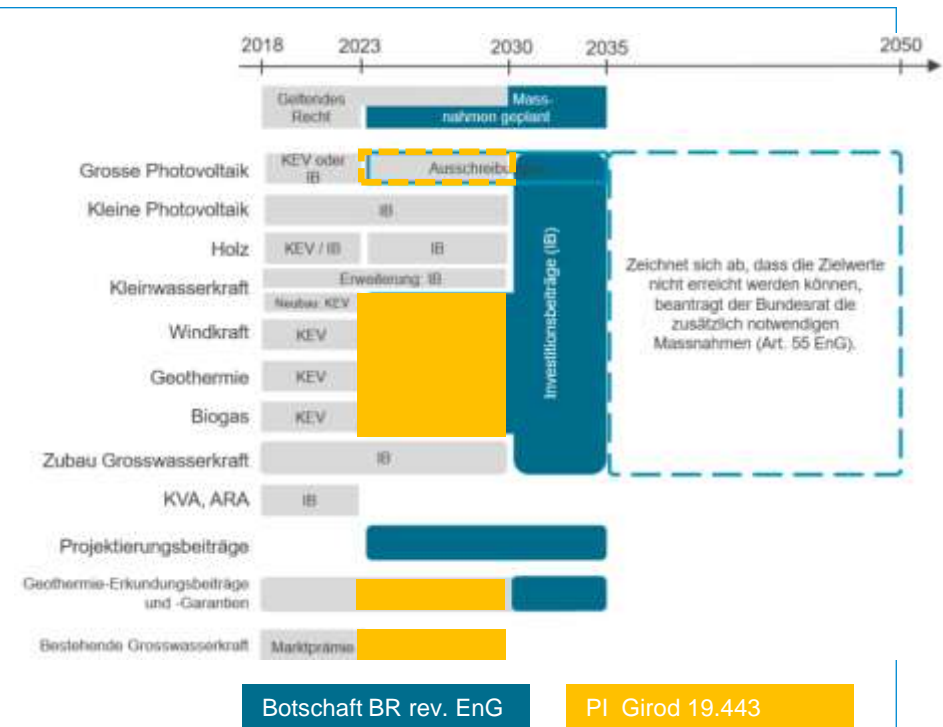 2018 2023 2030 2035 2050
Geltendes
Recht
Mass-
nahmen geplant
Grosse Photovoltaik
KEV oder
IB
Ausschreibu
Kleine Photovoltaik
IB
Holz
KEV / IB
IB
Kleinwasserkraft
Erweiterung: IB
Neubau: KEV
Windkraft
KEV
Geothermie
KEV
Biogas
KEV
Zubau Grosswasserkraft
IB
KVA, ARA
IB
Projektierungsbeiträge
Geothermie-Erkundungsbeiträge
und -Garantien
Bestehende Grosswasserkraft
Marktprämie
Investitionsbeiträge (IB)
Zeichnet sich ab, dass die Zielwerte
nicht erreicht werden können,
beantragt der Bundesrat die
zusätzlich notwendigen
Massnahmen (Art. 55 EnG).
Botschaft BR rev. EnG
PI Girod 19.443